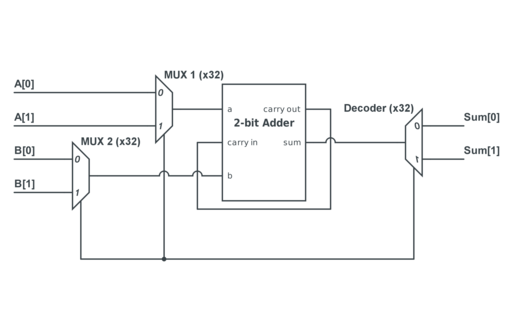 MUX 1 (x32)
A[0]
0
a
carry out
Decoder (x32)
2-bit Adder
Sum[0]
A[1]
1
0
MUX 2 (x32)
carry in
sum
B[0]
0
Sum[1]
1
B[1]
1
b